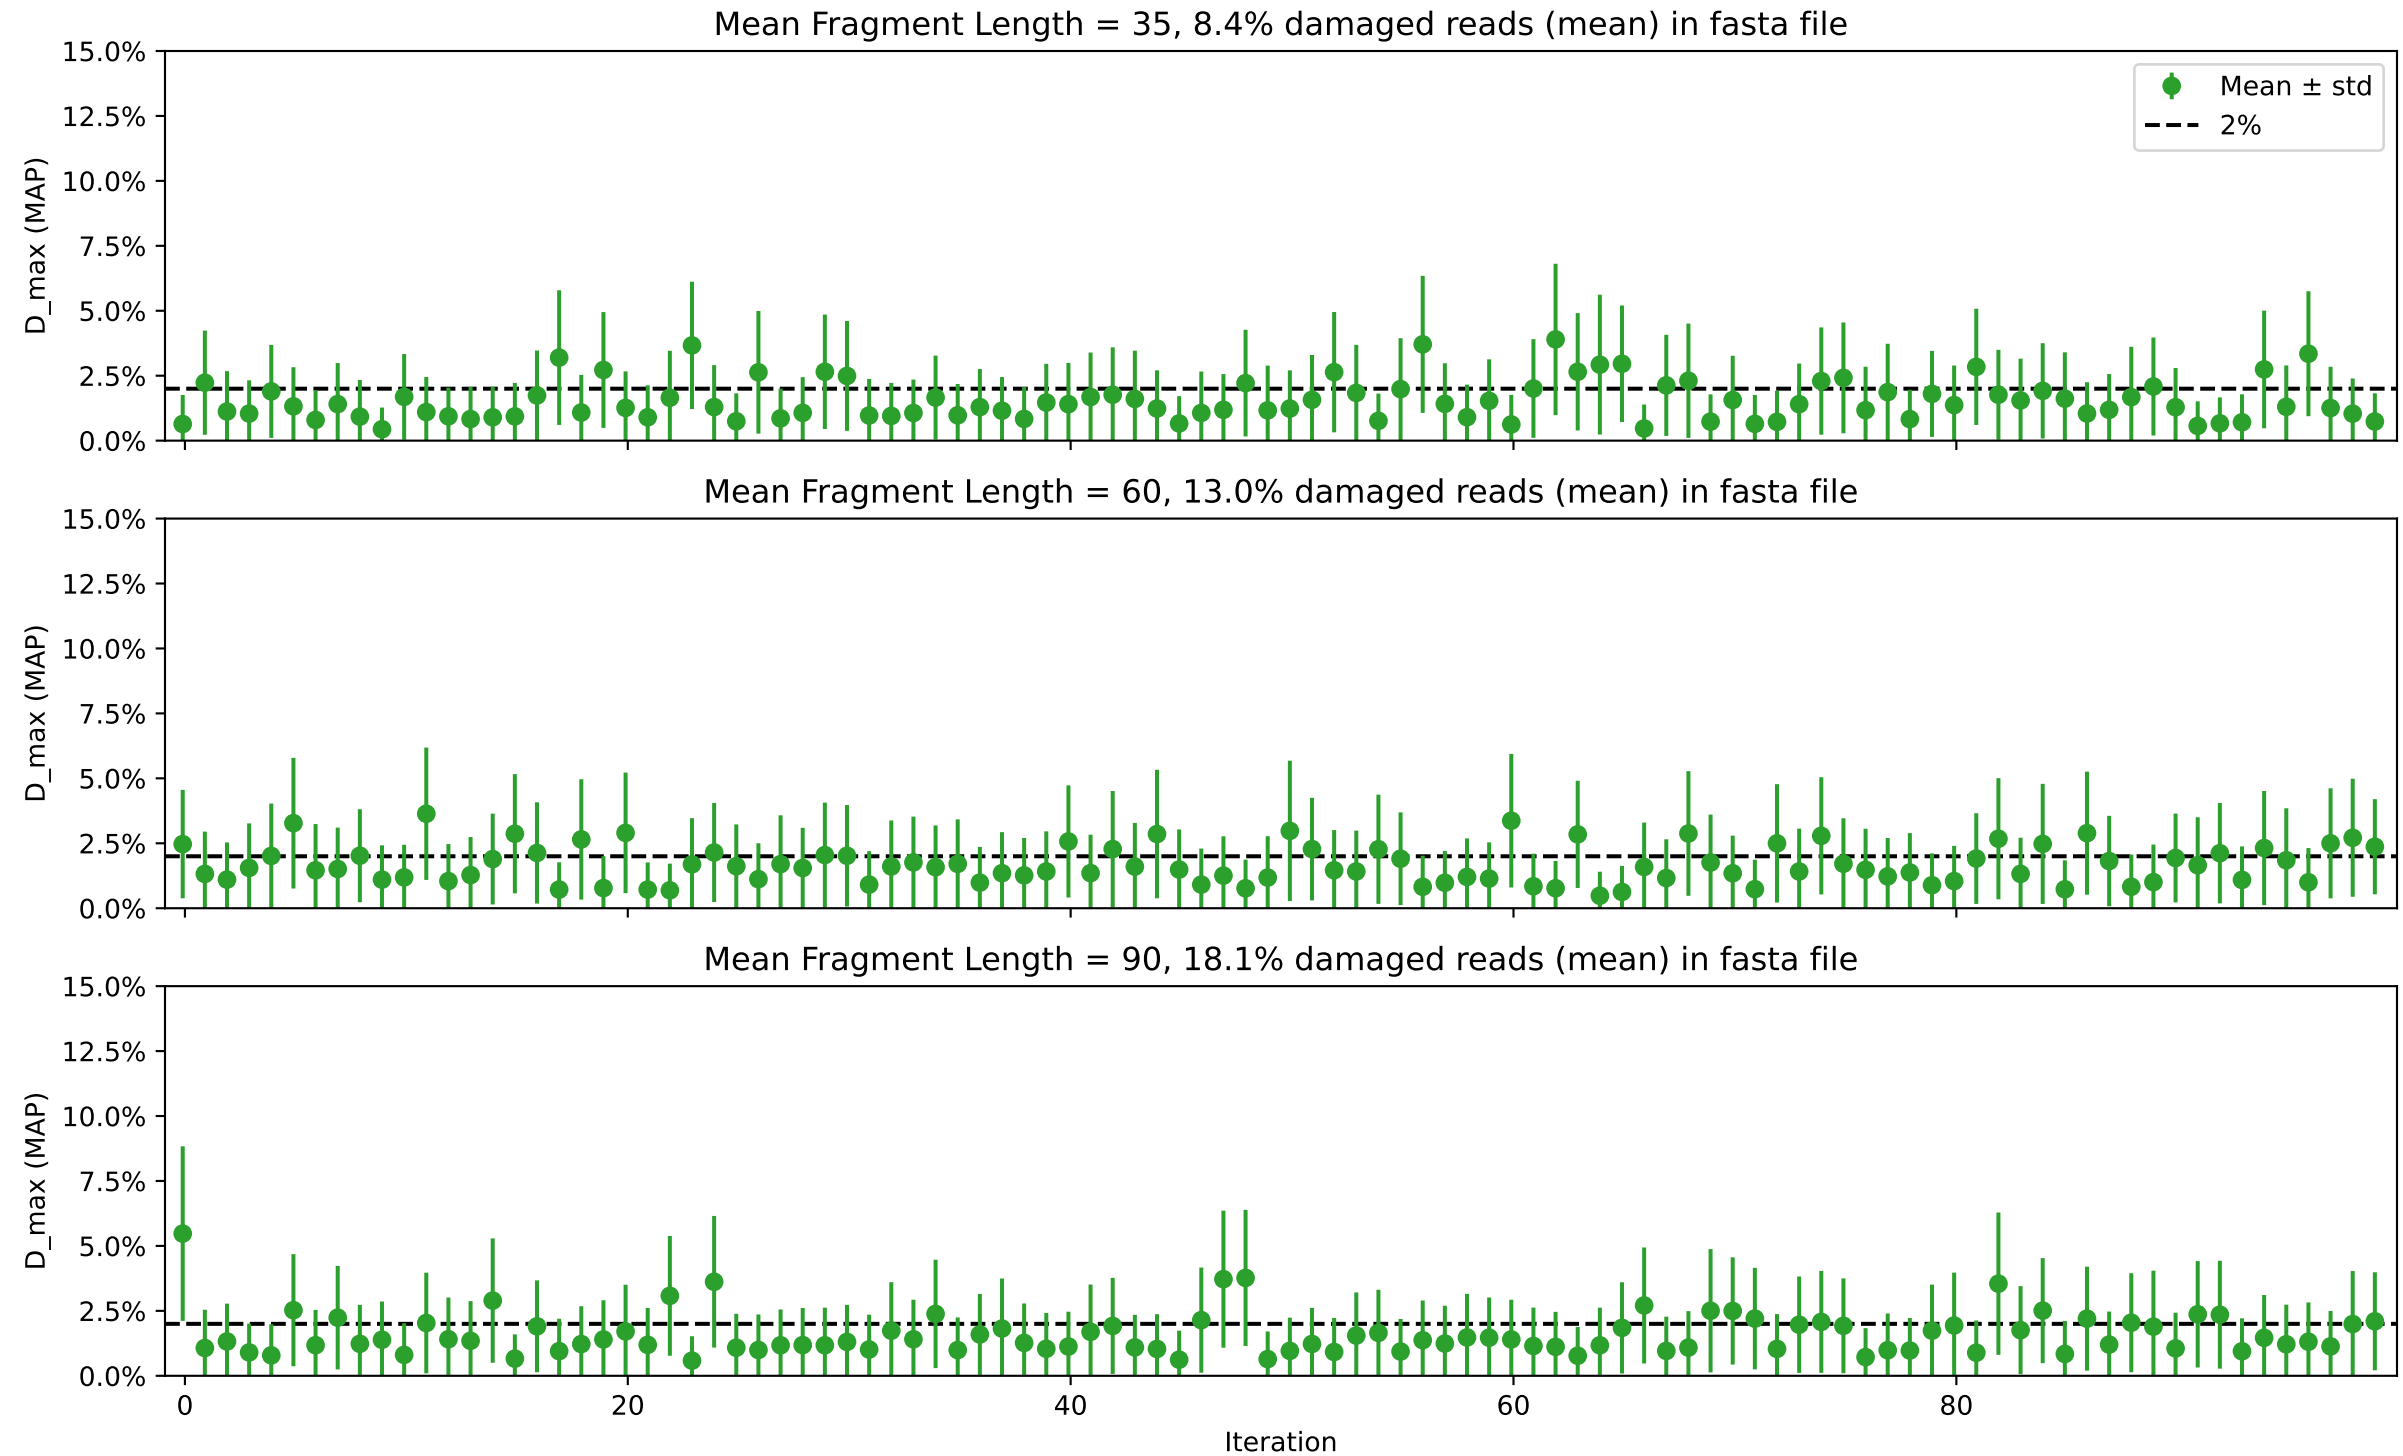 Mean Fragment Length = 35, 8.4% damaged reads (mean) in fasta file
15.0%
12.5%
10.0%
7.5%
5.0%
2.5%
0.0%
D_max (MAP)
Mean ± std
2%
Mean Fragment Length = 60, 13.0% damaged reads (mean) in fasta file
15.0%
12.5%
10.0%
7.5%
5.0%
2.5%
0.0%
D_max (MAP)
Mean Fragment Length = 90, 18.1% damaged reads (mean) in fasta file
15.0%
12.5%
10.0%
7.5%
5.0%
2.5%
0.0%
D_max (MAP)
0 20 40 60 80
Iteration